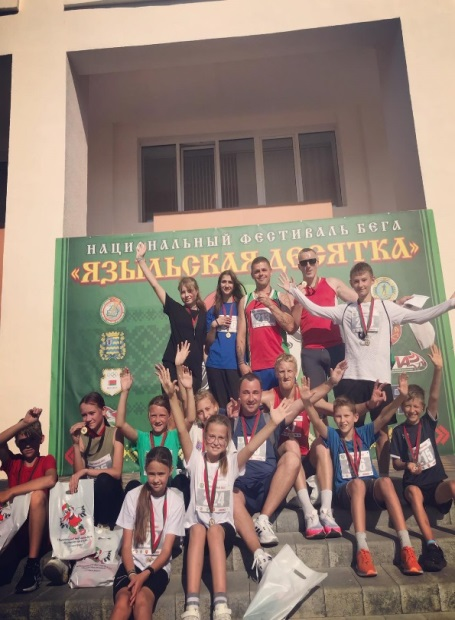 НАЦИОНАЛЬНЫЙ ФЕСТИВАЛЬ БЕГА
«ЯЗЫЛЬСКАЯ ДЕСЯТКА»